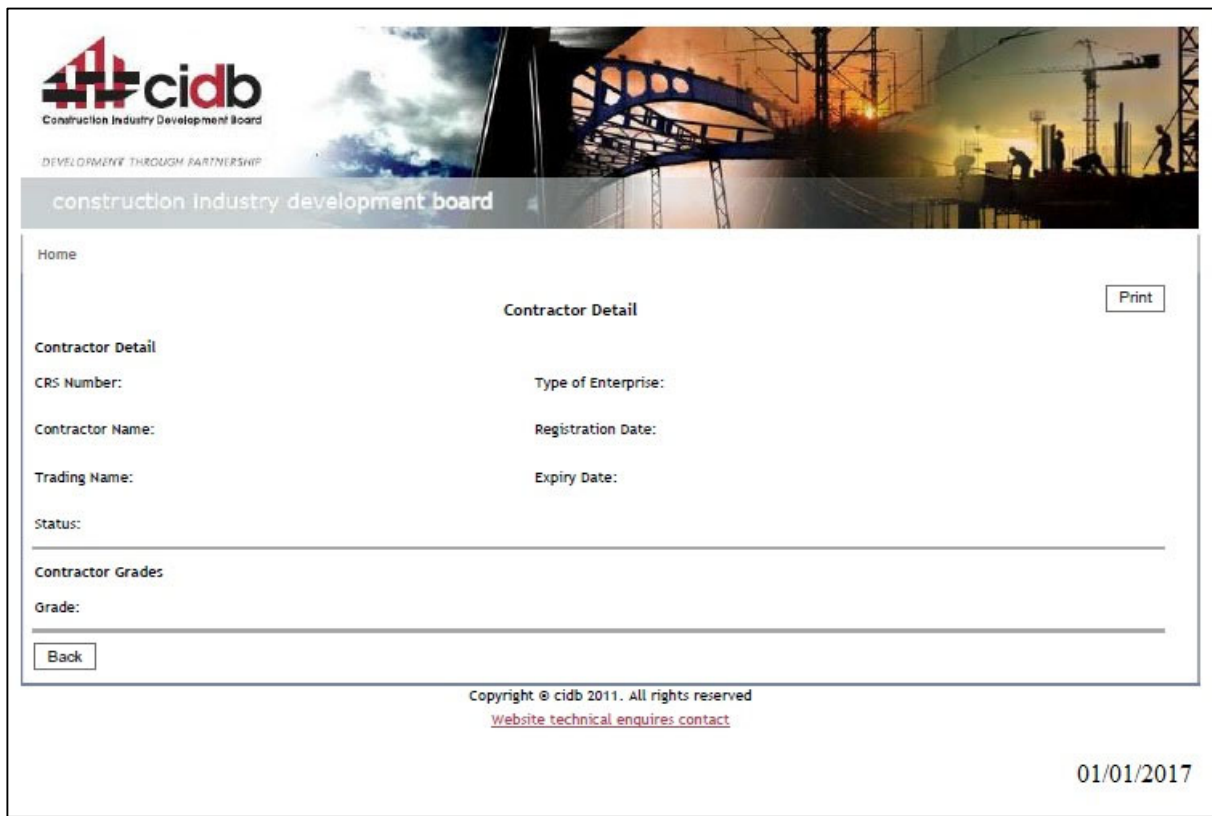 cidb
Construction Industry Development Board
DEVELOPMENT THROUGH PARTNERSHIP
construction industry development board
Home
Print
Contractor Detail
Contractor Detail
CRS Number: Type of Enterprise:
Contractor Name: Registration Date:
Trading Name: Expiry Date:
Status:
Contractor Grades
Grade:
Back
Copyright © cidb 2011. All rights reserved
Website technical enquires contact
01/01/2017